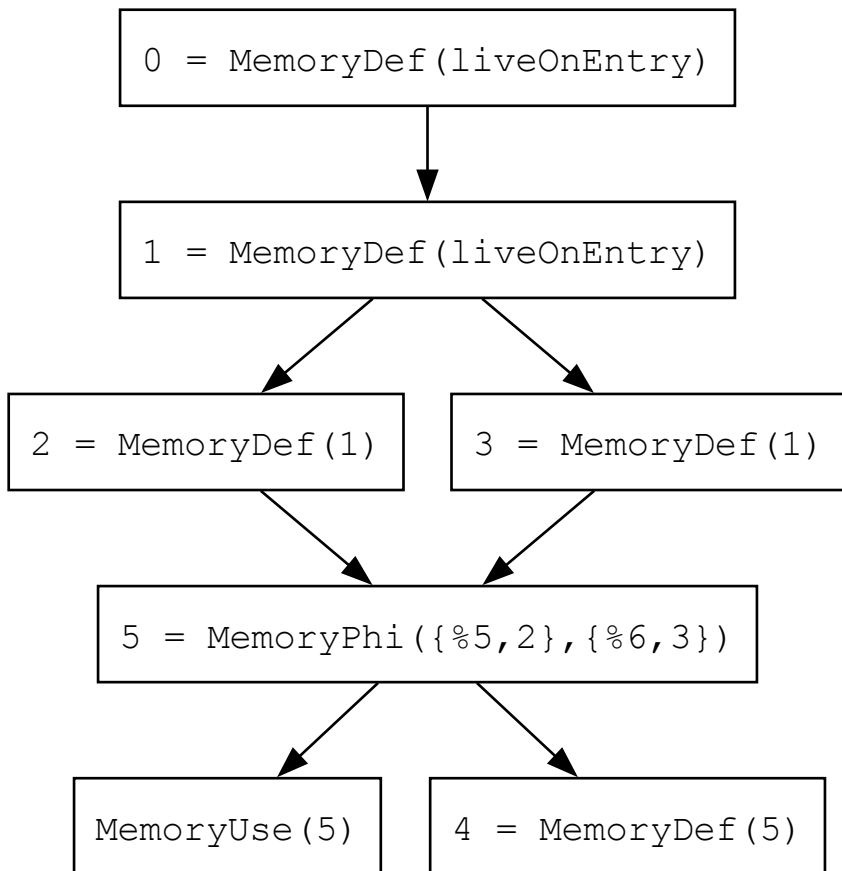 0 = MemoryDef(liveOnEntry)
1 = MemoryDef(liveOnEntry)
2 = MemoryDef(1)
3 = MemoryDef(1)
5 = MemoryPhi({%5,2},{%6,3})
MemoryUse(5)
4 = MemoryDef(5)